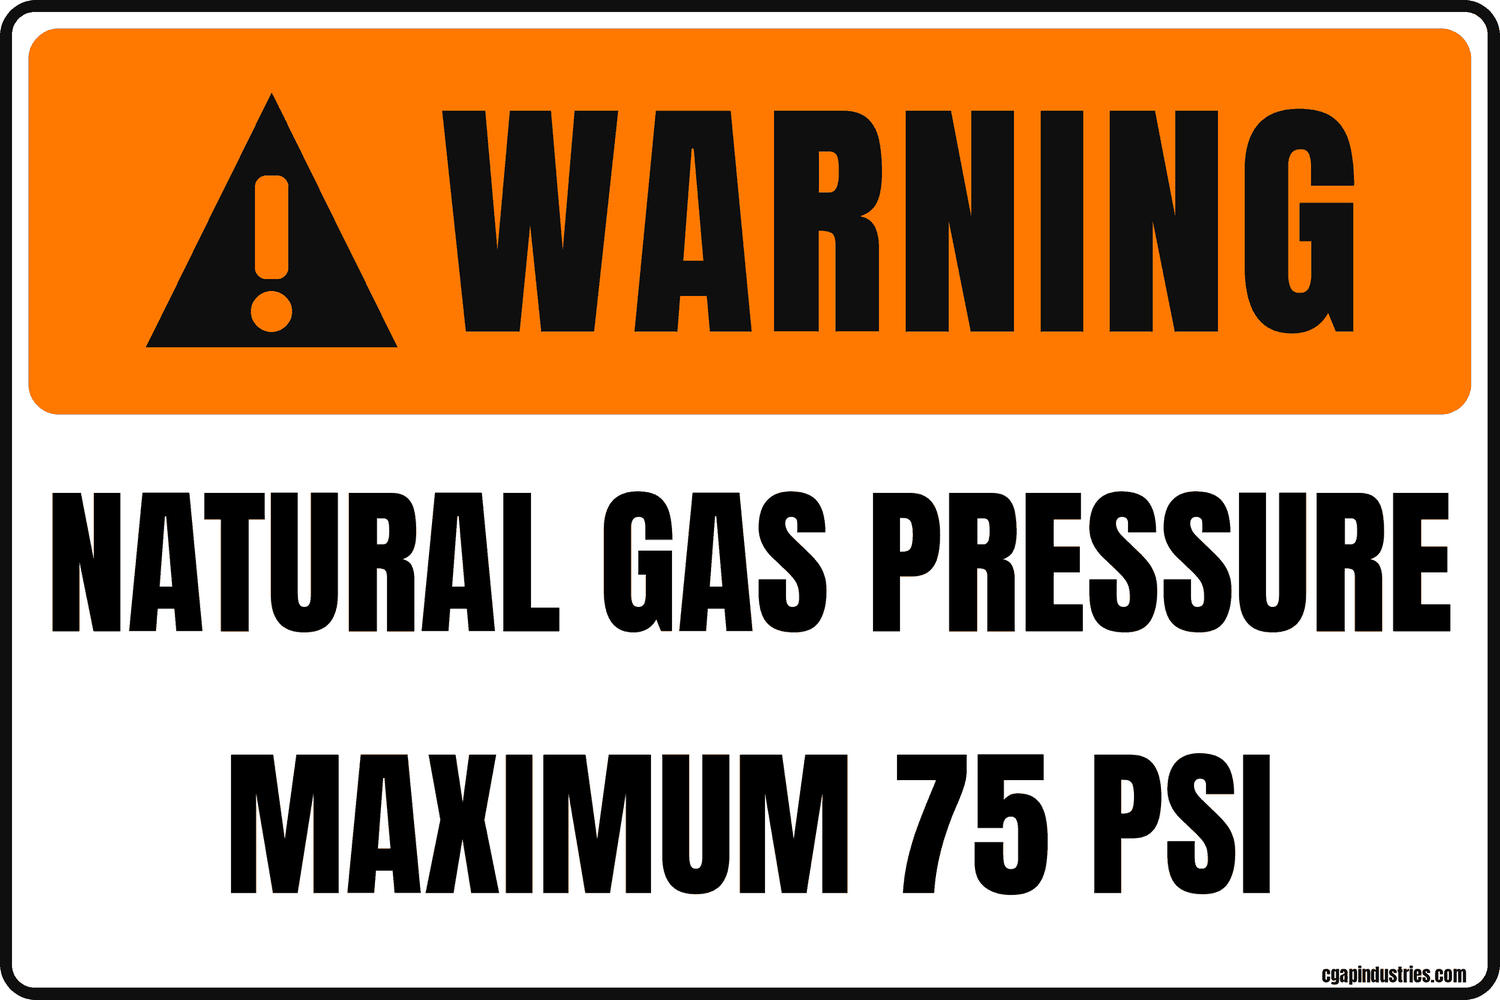 WARNING
NATURAL GAS PRESSURE
MAXIMUM 75 PSI
cgapindustries.com